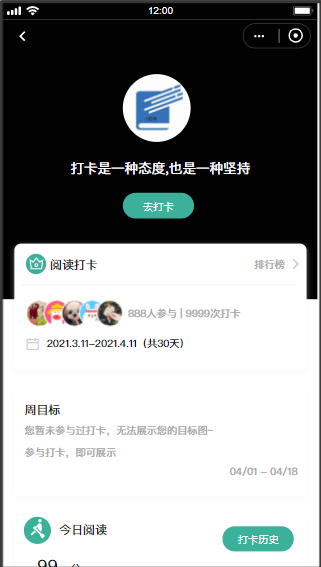 12:00
打卡是一种态度,也是一种坚持
去打卡
阅读打卡
排行榜
888人参与 | 9999次打卡
2021.3.11-2021.4.11（共30天）
周目标
您暂未参与过打卡，无法展示您的目标图~
参与打卡，即可展示
04/01 – 04/18
今日阅读
打卡历史
99